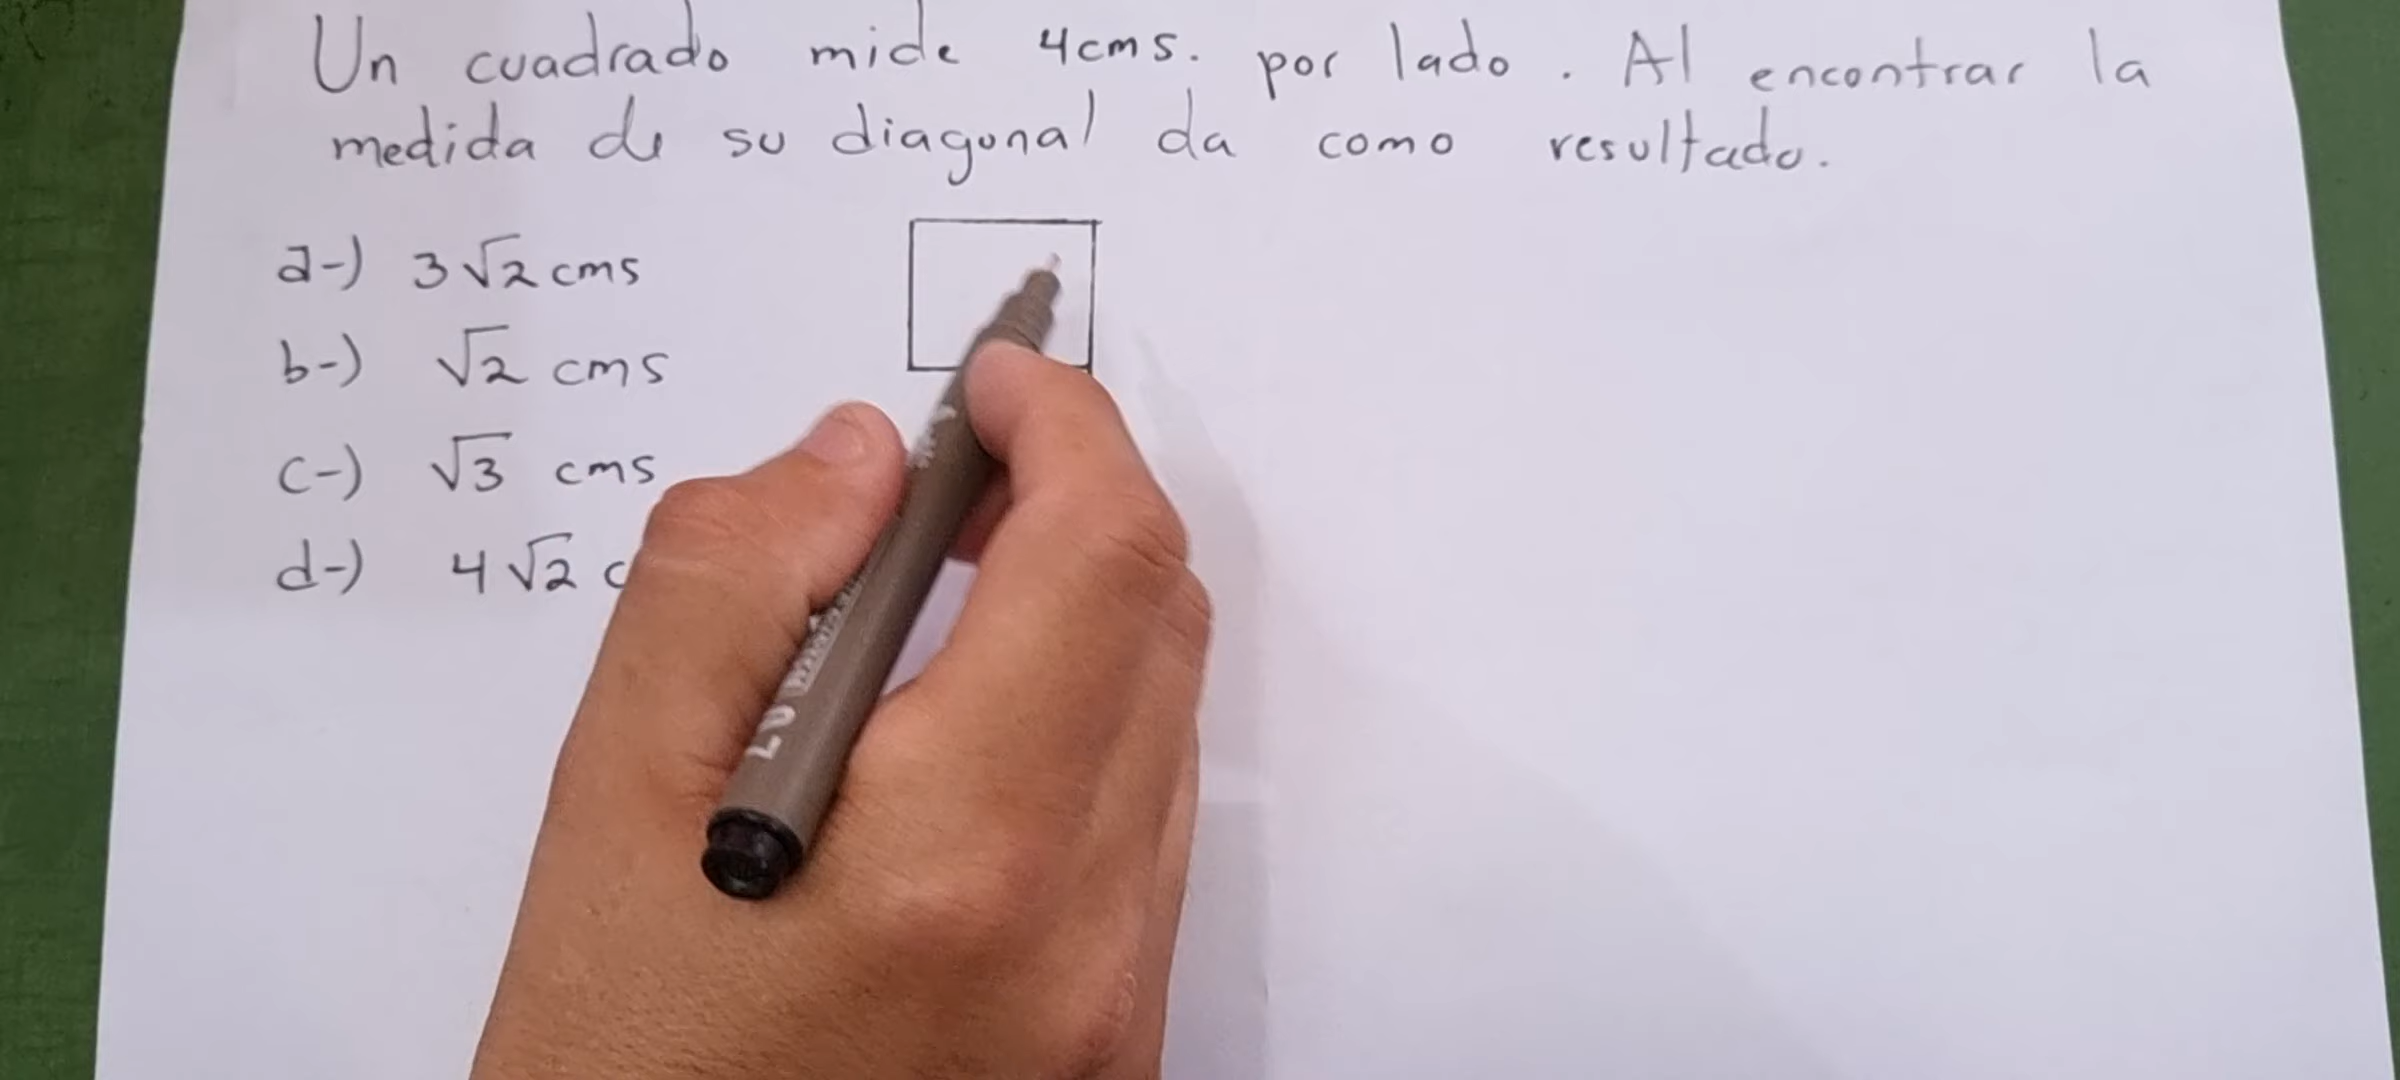 Un cuadrado mide 4cms. por lado. Al encontrar la
medida de su diagonal da como resultado.
a-) 3√2 cms
b-) √2 cms
c-) √3 cms
d-) 4√2 c